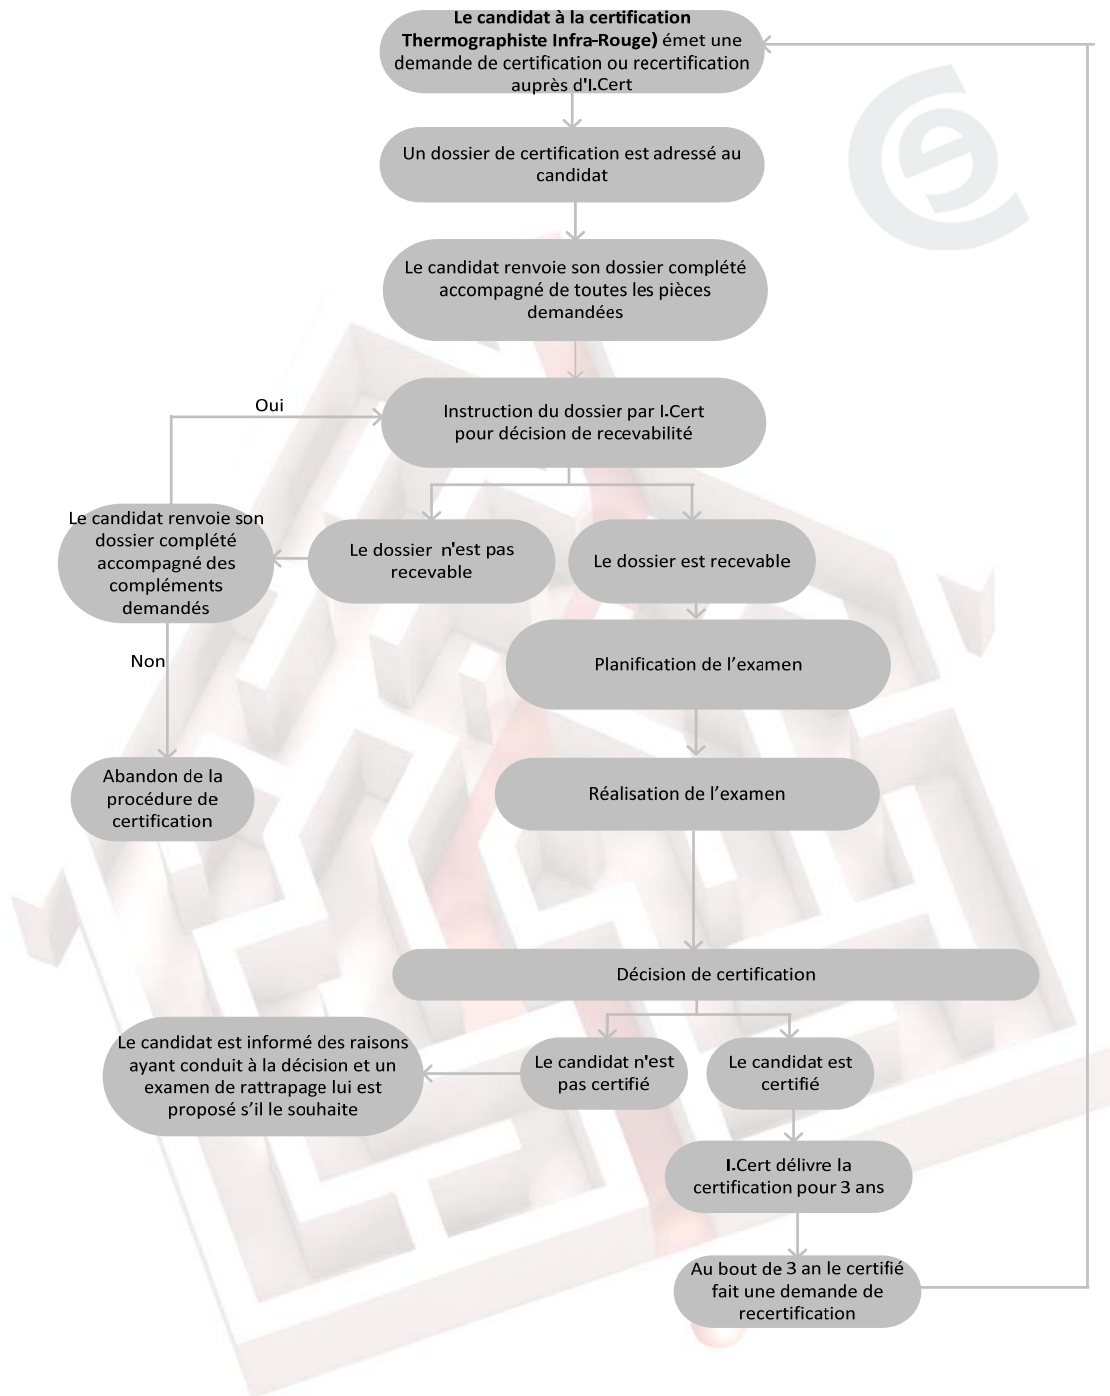 Le candidat à la certification
Thermographiste Infra-Rouge) émet une
demande de certification ou recertification
auprès d'I.Cert
Un dossier de certification est adressé au
candidat
Le candidat renvoie son dossier complété
accompagné de toutes les pièces
demandées
Oui
Instruction du dossier par I.Cert
pour décision de recevabilité
Le candidat renvoie son
dossier complété
accompagné des
compléments
demandés
Le dossier n'est pas
recevable
Le dossier est recevable
Non
Planification de l’examen
Abandon de la
procédure de
certification
Réalisation de l’examen
Décision de certification
Le candidat est informé des raisons
ayant conduit à la décision et un
examen de rattrapage lui est
proposé s’il le souhaite
Le candidat n'est
pas certifié
Le candidat est
certifié
I.Cert délivre la
certification pour 3 ans
Au bout de 3 an le certifié
fait une demande de
recertification